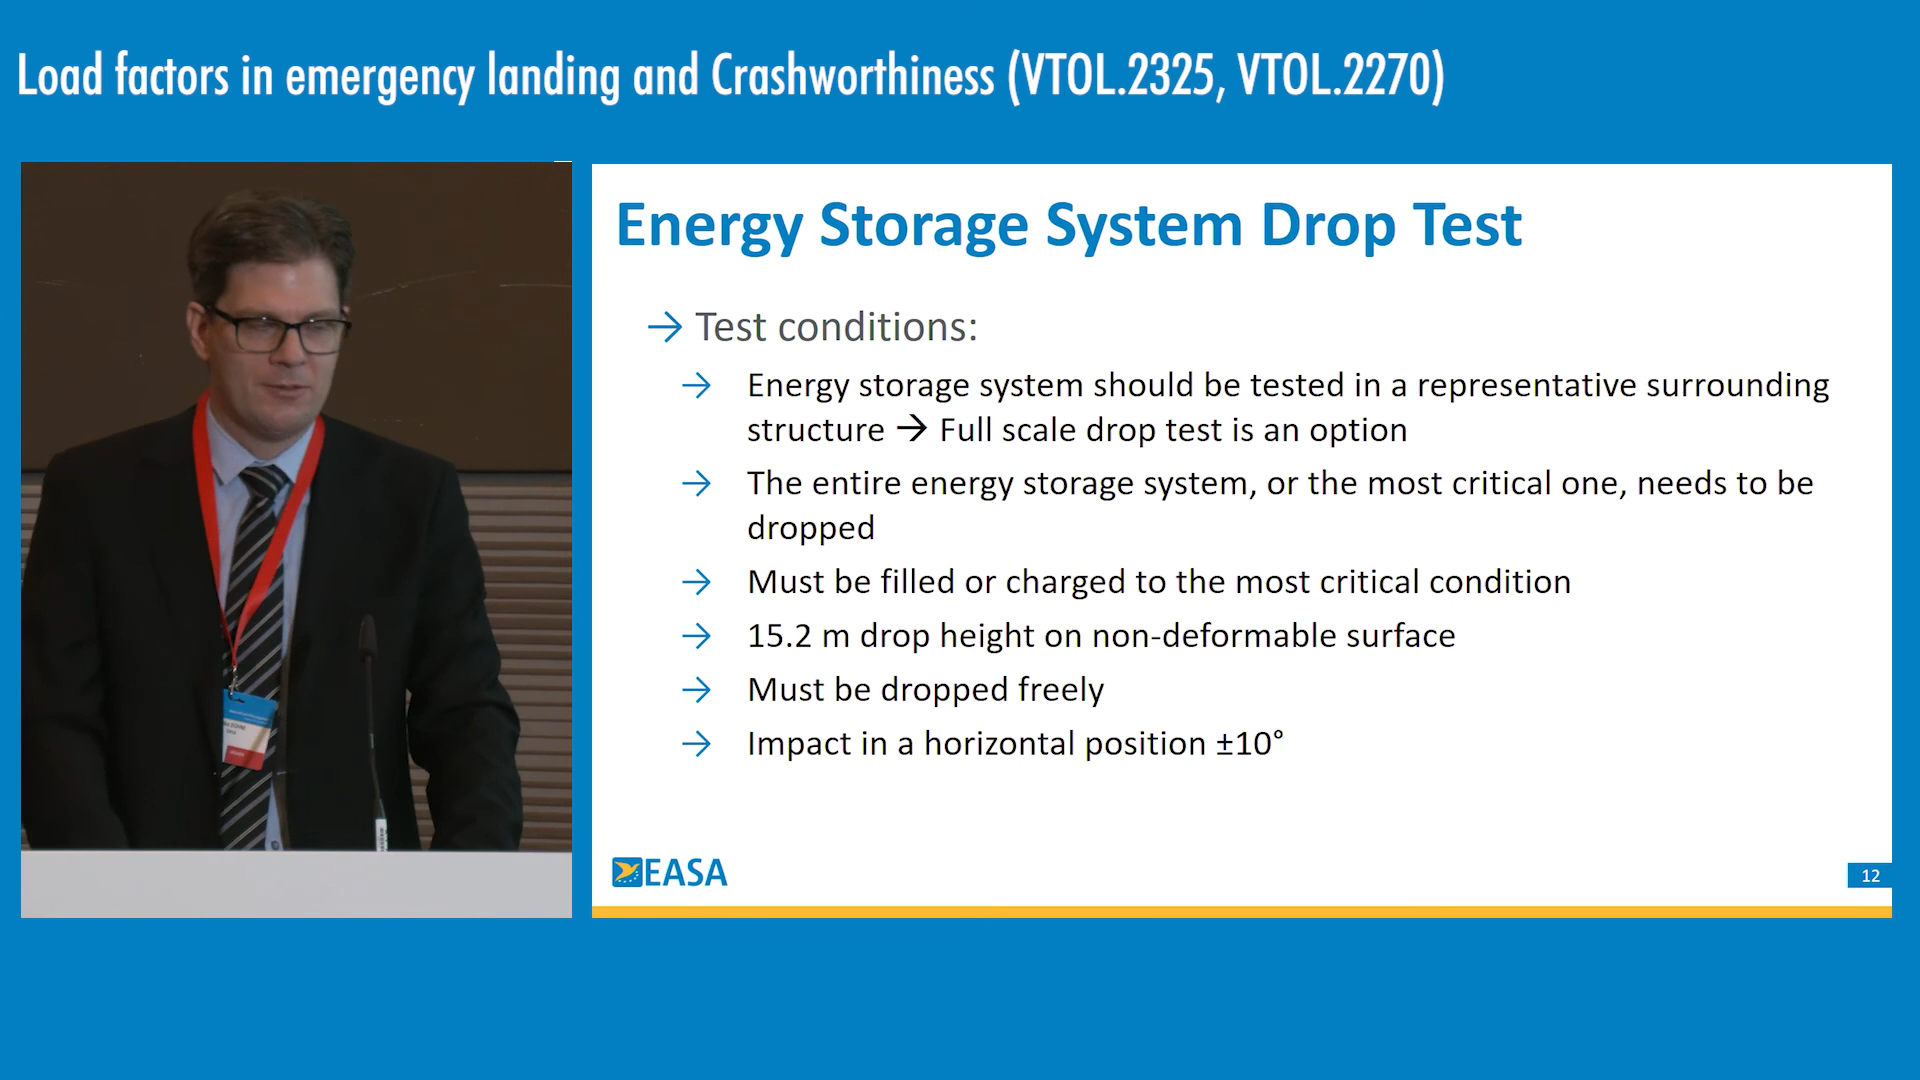 Load factors in emergency landing and Crashworthiness (VTOL.2325, VTOL.2270)
Energy Storage System Drop Test
→ Test conditions:
→ Energy storage system should be tested in a representative surrounding
structure → Full scale drop test is an option
→ The entire energy storage system, or the most critical one, needs to be
dropped
→ Must be filled or charged to the most critical condition
→ 15.2 m drop height on non-deformable surface
→ Must be dropped freely
→ Impact in a horizontal position ±10°
EASA
12